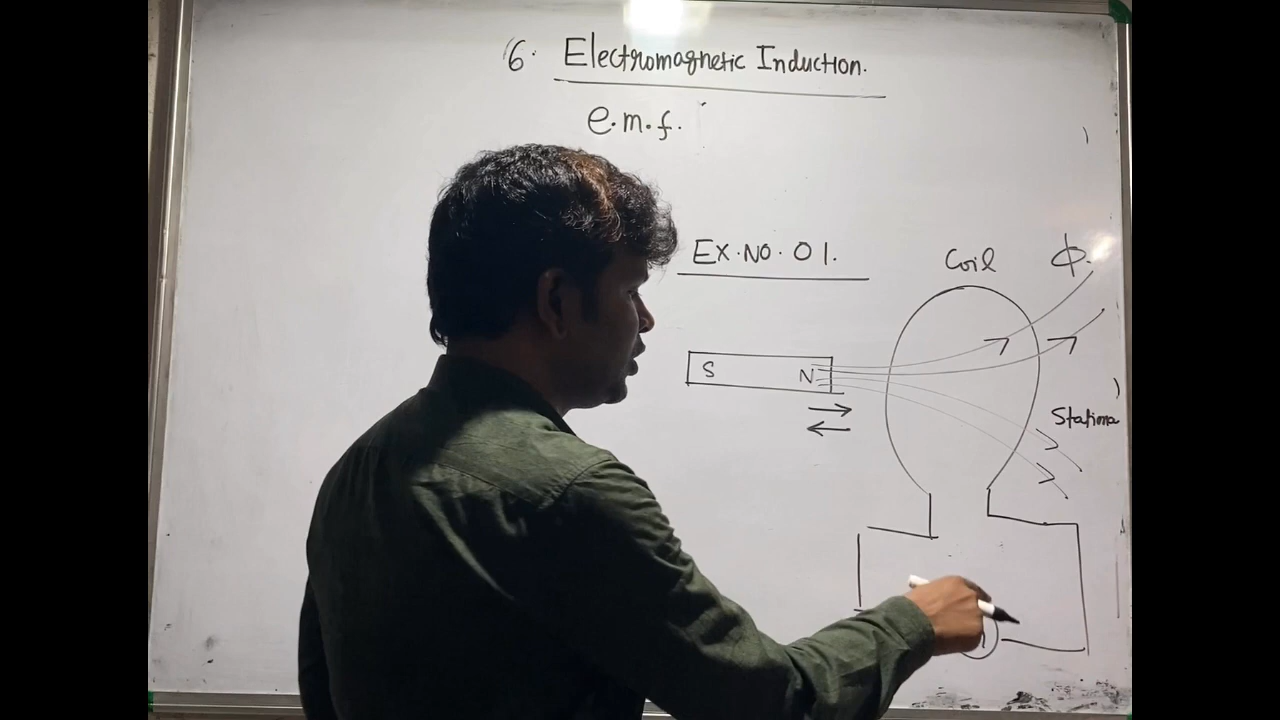 6. Electromagnetic Induction.
e.m.f.
EX.NO.01.
Coil Φ.
S N
Stationa